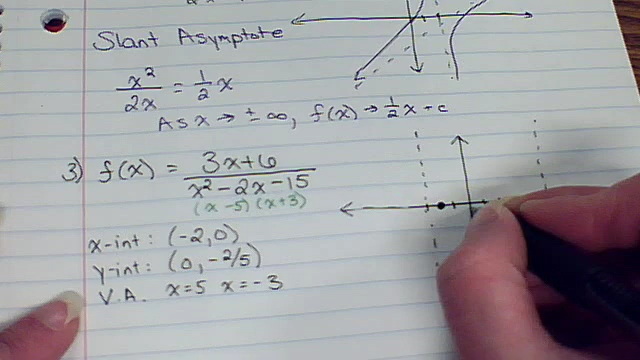 Slant Asymptote
x²/2x = 1/2 x
As x → ± ∞, f(x) → 1/2 x - c
3) f(x) = (3x+6)/(x² - 2x - 15)
(x-5)(x+3)
x-int: (-2,0)
y-int: (0, -2/5)
V.A. x=5 x=-3